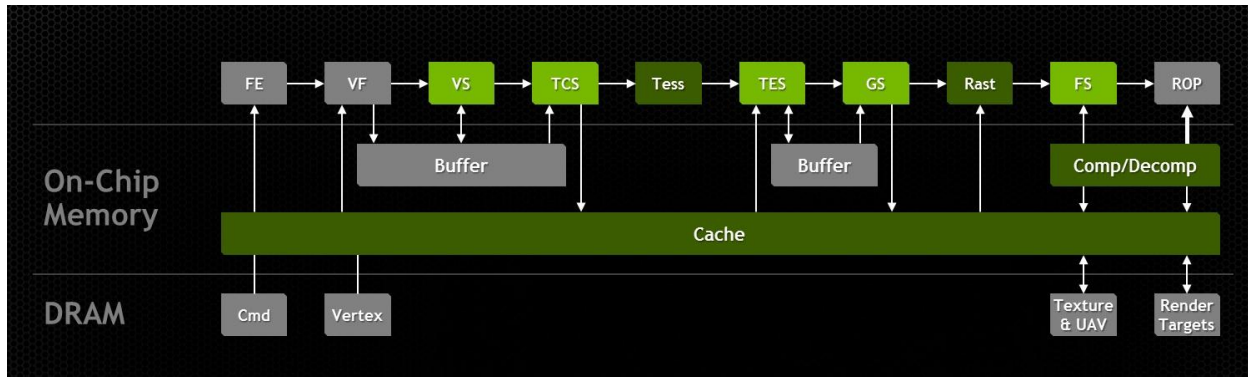 FE
VF
VS
TCS
Tess
TES
GS
Rast
FS
ROP
On-Chip
Memory
Buffer
Buffer
Comp/Decomp
Cache
DRAM
Cmd
Vertex
Texture
& UAV
Render
Targets